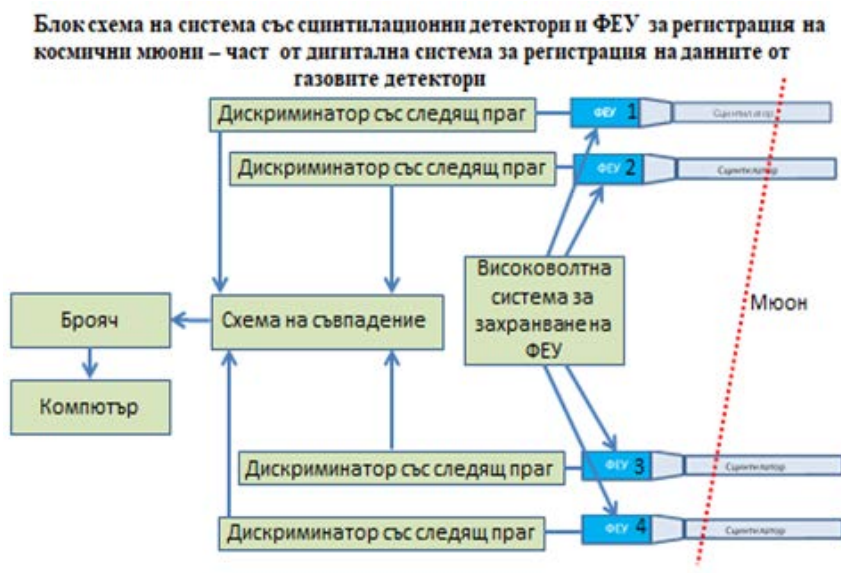 Блок схема на система със сцинтилационни детектори и ФЕУ за регистрация на
космични мюони – част от дигитална система за регистрация на данните от
газовите детектори
Дискриминатор със следящ праг
ФЕУ 1
Сцинтилатор
Дискриминатор със следящ праг
ФЕУ 2
Сцинтилатор
Високоволтна
система за
захранване на
ФЕУ
Мюон
Брояч
Схема на съвпадение
Компютър
Дискриминатор със следящ праг
ФЕУ 3
Сцинтилатор
Дискриминатор със следящ праг
ФЕУ 4
Сцинтилатор